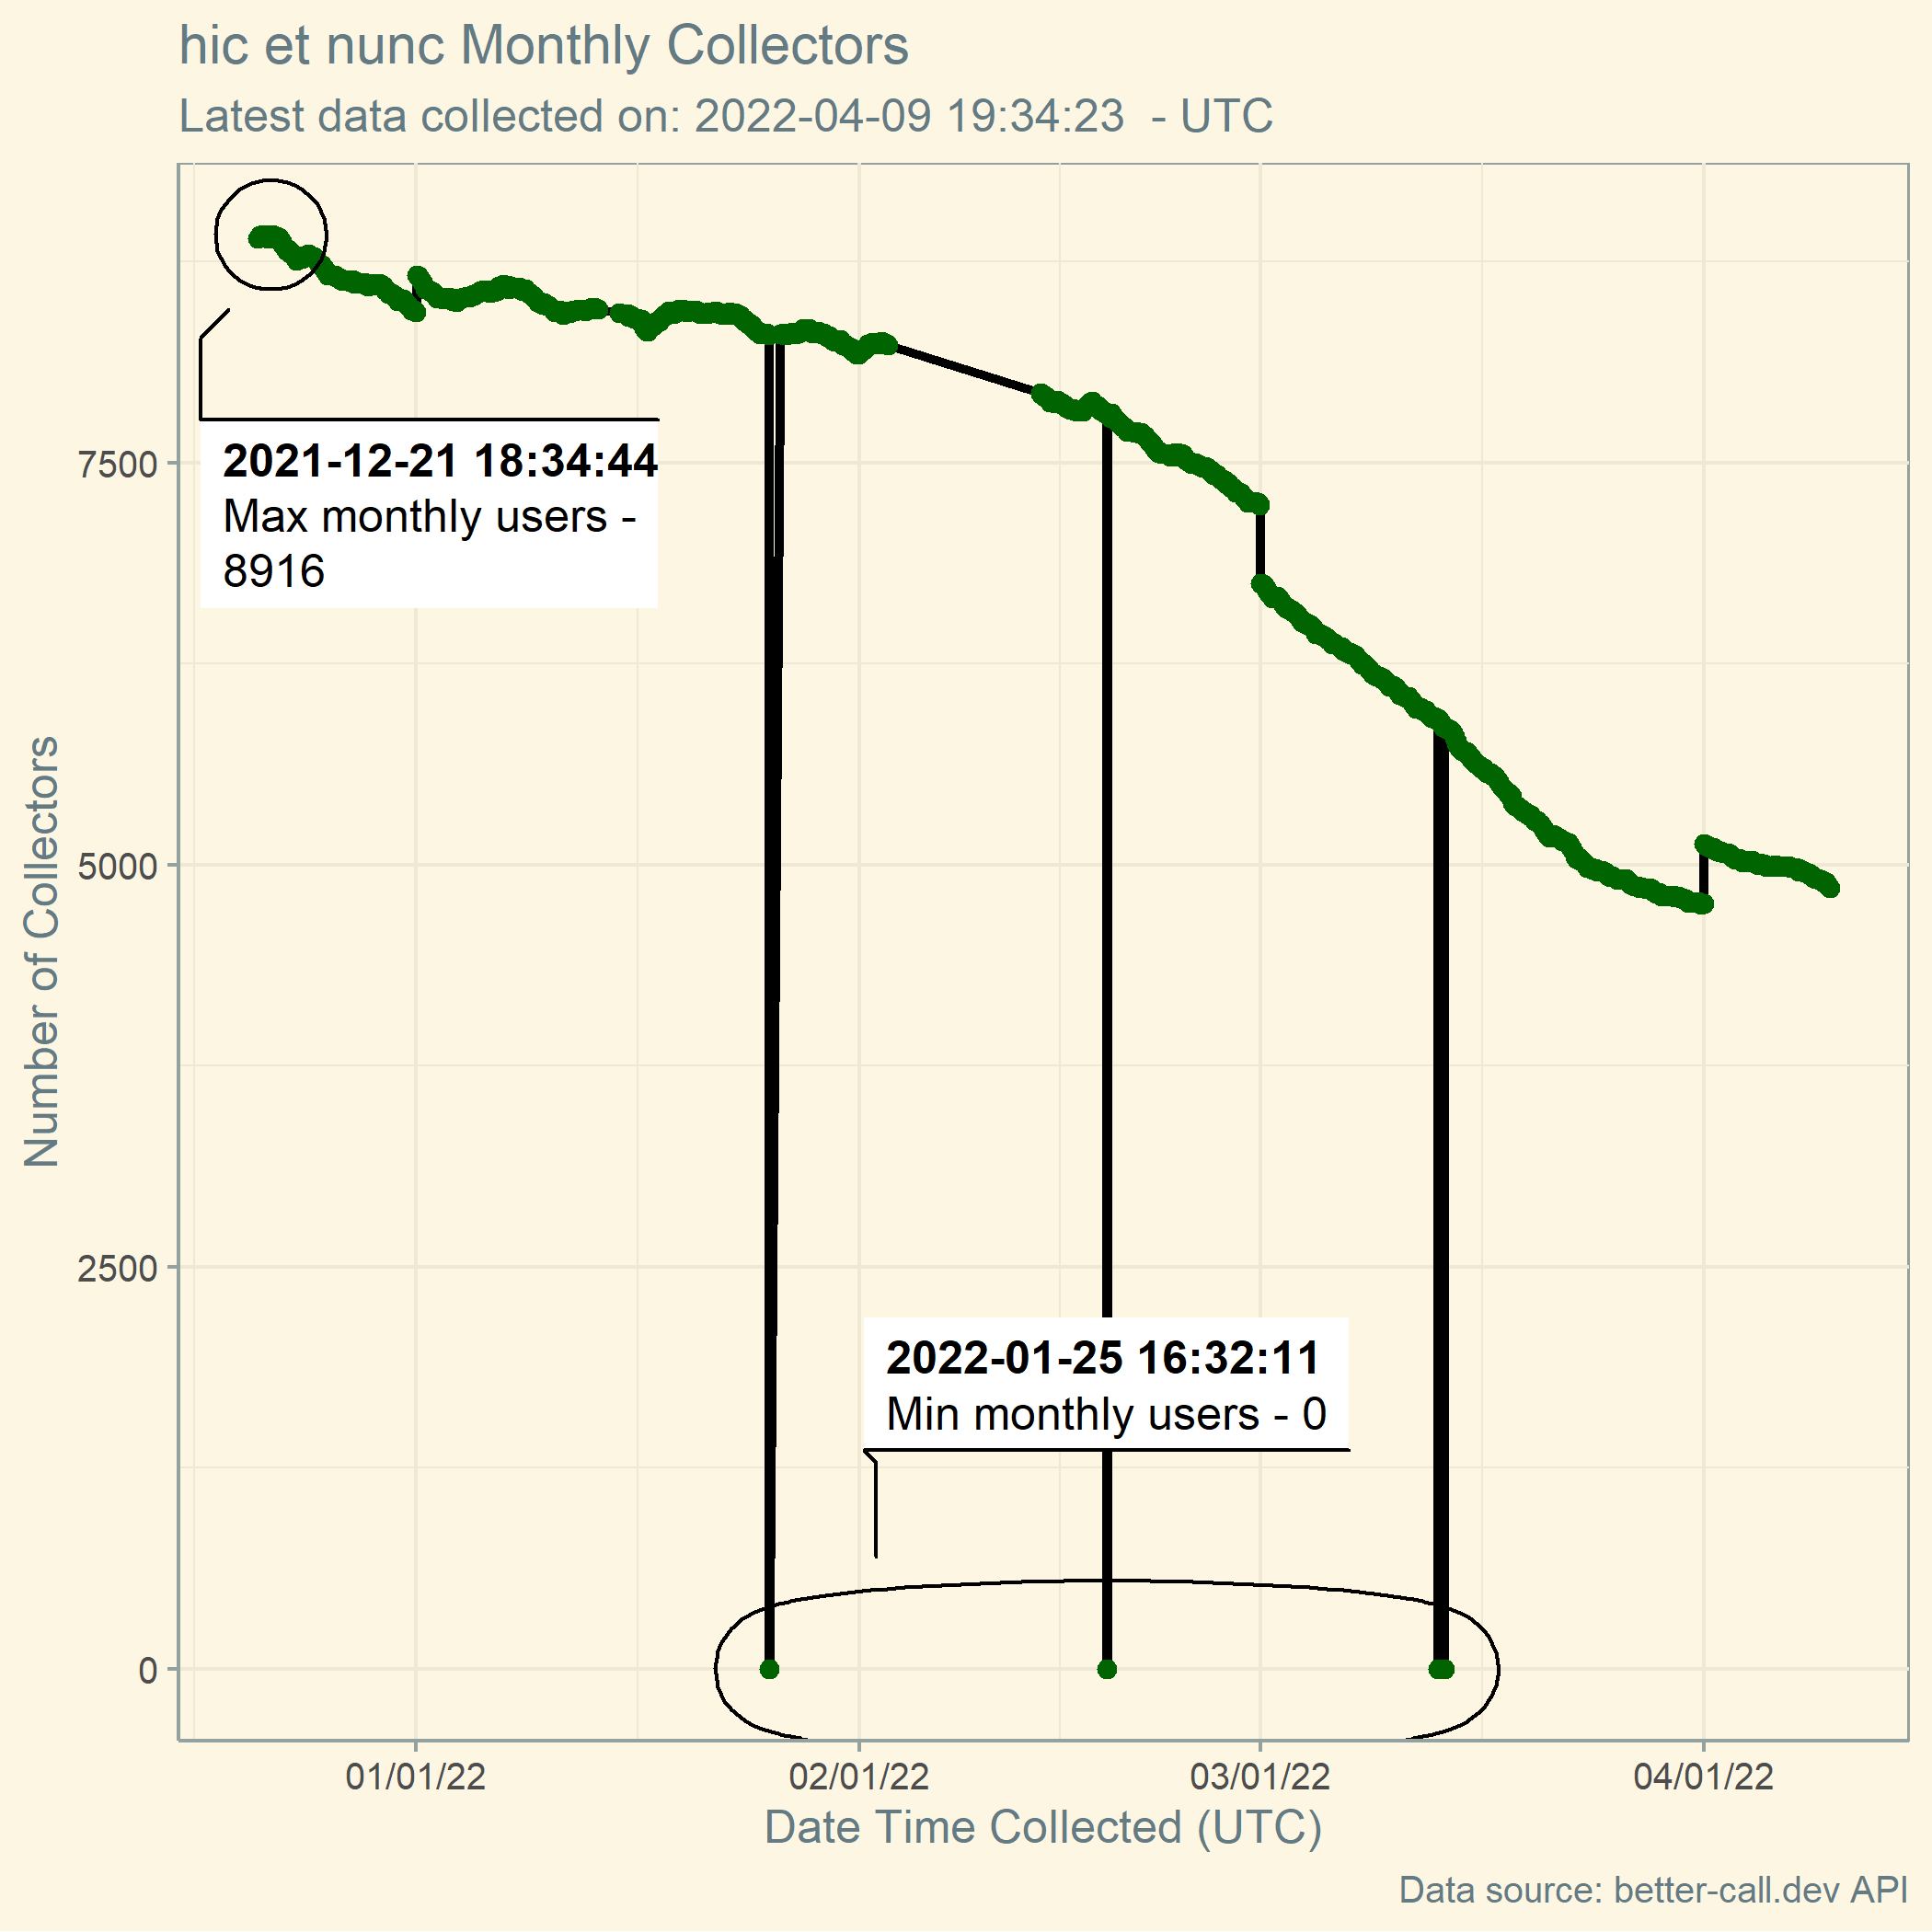 hic et nunc Monthly Collectors
Latest data collected on: 2022-04-09 19:34:23  - UTC
Number of Collectors
7500
5000
2500
0
2021-12-21 18:34:44
Max monthly users -
8916
2022-01-25 16:32:11
Min monthly users - 0
01/01/22
02/01/22
03/01/22
04/01/22
Date Time Collected (UTC)
Data source: better-call.dev API